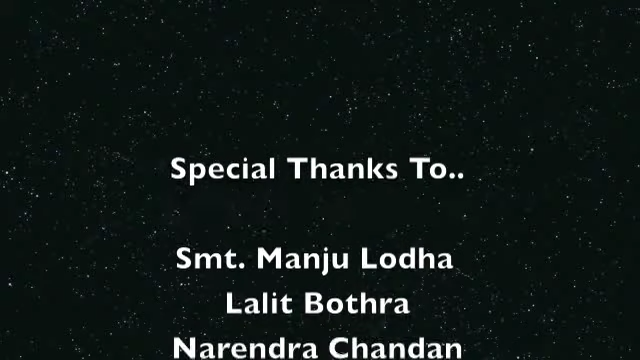 Special Thanks To..
Smt. Manju Lodha
Lalit Bothra
Narendra Chandan